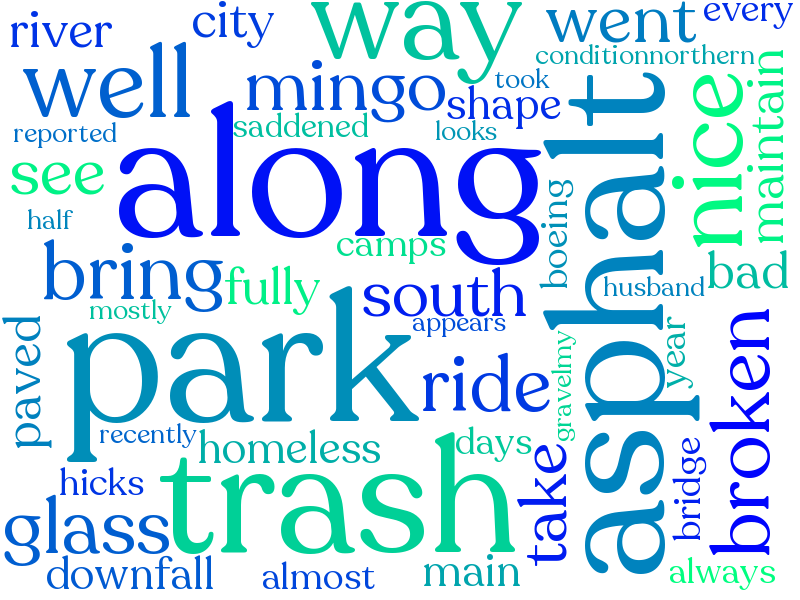 river
city
way
went
every
well
mingo
took
conditionnorthern
shape
reported
saddened
looks
asphalt
nice
maintain
see
along
half
camps
boeing
bring
fully
south
husband
bad
mostly
appears
paved
park
ride
gravelmy
year
broken
recently
homeless
days
hicks
trash
take
bridge
glass
downfall
almost
main
always